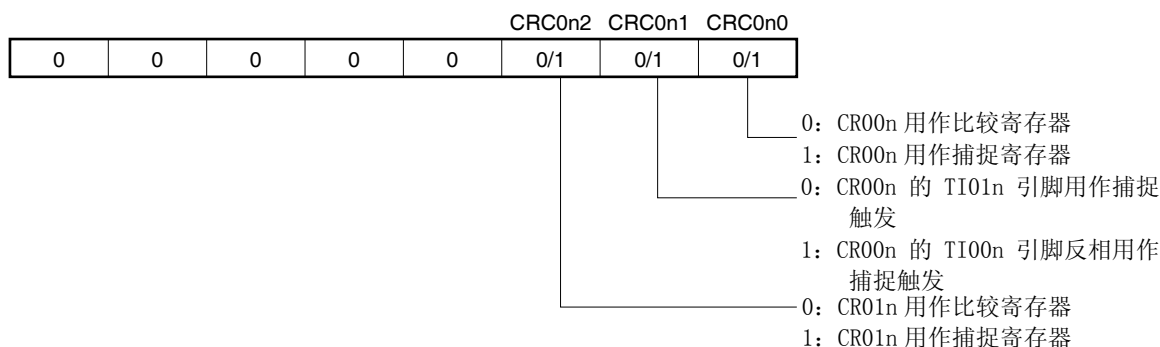 CRC0n2 CRC0n1 CRC0n0
0 0 0 0 0 0/1 0/1 0/1
0：CR00n 用作比较寄存器
1：CR00n 用作捕捉寄存器
0：CR00n 的 TI01n 引脚用作捕捉
触发
1：CR00n 的 TI00n 引脚反相用作
捕捉触发
0：CR01n 用作比较寄存器
1：CR01n 用作捕捉寄存器